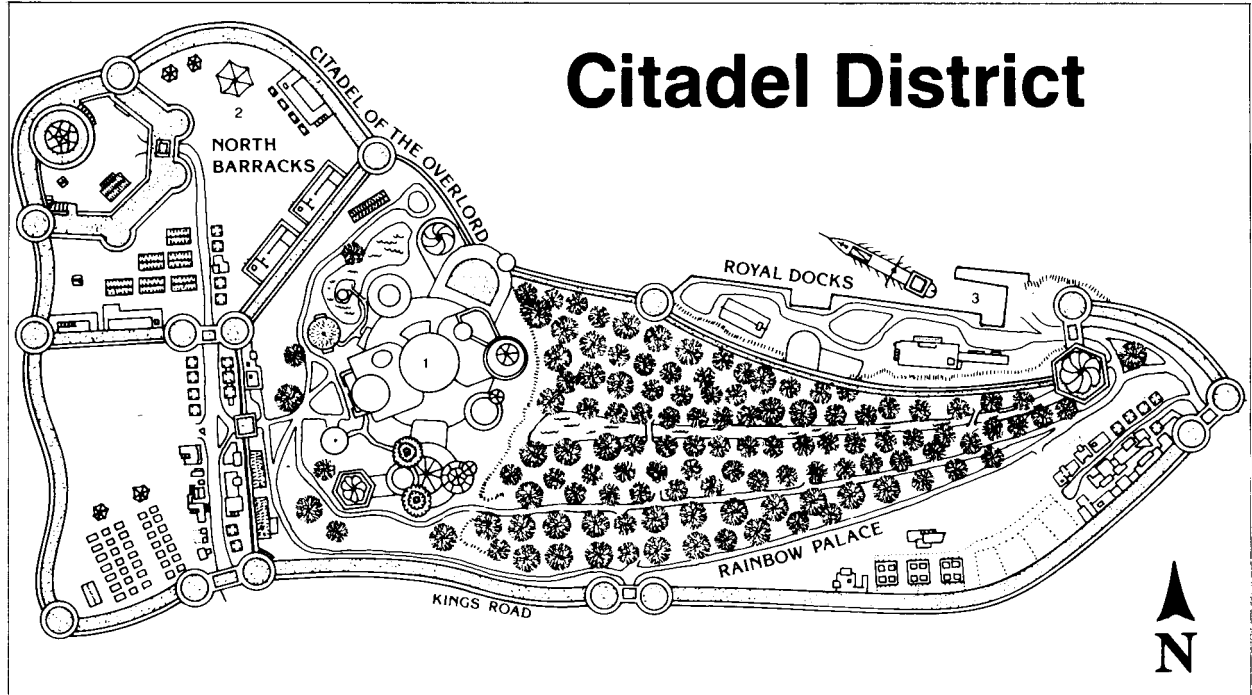 Citadel District
CITADEL OF THE OVERLORD
2
NORTH
BARRACKS
ROYAL DOCKS
3
1
RAINBOW PALACE
KINGS ROAD
N